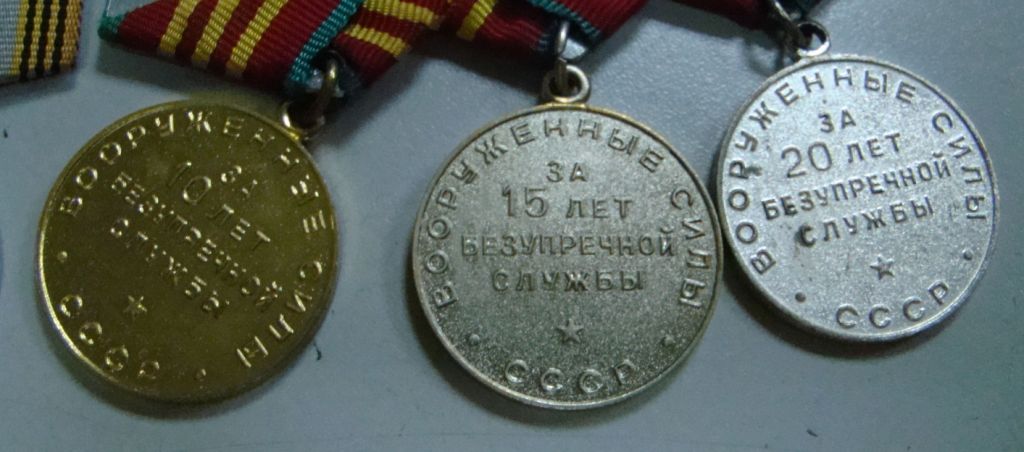 ВООРУЖЕННЫЕ СИЛЫ
ЗА
10 ЛЕТ
БЕЗУПРЕЧНОЙ
СЛУЖБЫ
СССР
ВООРУЖЕННЫЕ СИЛЫ
ЗА
15 ЛЕТ
БЕЗУПРЕЧНОЙ
СЛУЖБЫ
СССР
ВООРУЖЕННЫЕ СИЛЫ
ЗА
20 ЛЕТ
БЕЗУПРЕЧНОЙ
СЛУЖБЫ
СССР